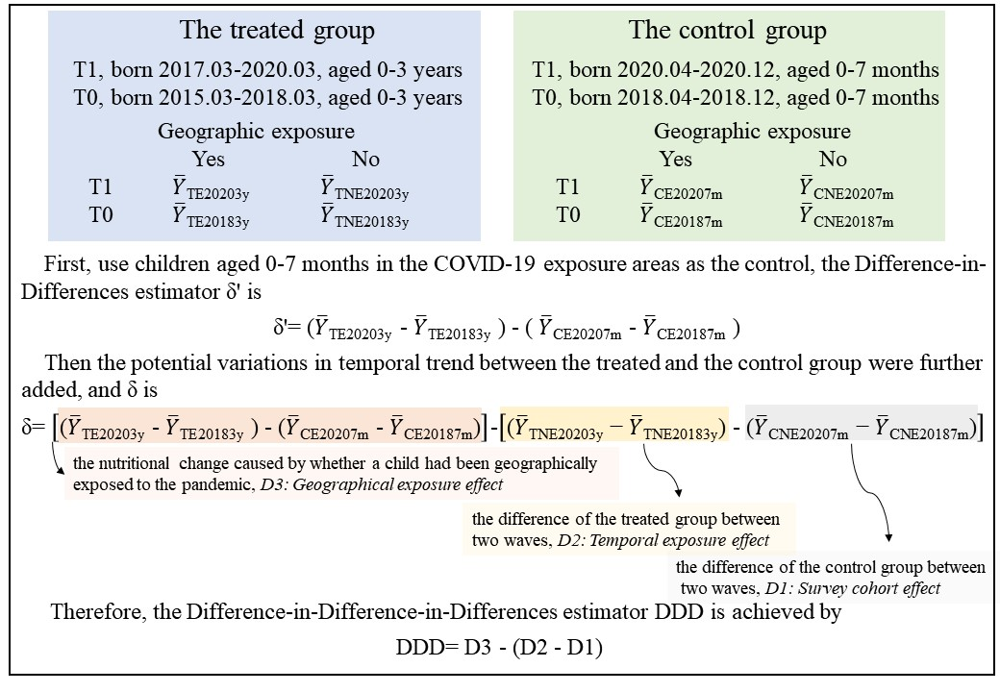 The treated group
T1, born 2017.03-2020.03, aged 0-3 years
T0, born 2015.03-2018.03, aged 0-3 years
Geographic exposure
Yes No
T1 Ȳ_TE20203y Ȳ_TNE20203y
T0 Ȳ_TE20183y Ȳ_TNE20183y
The control group
T1, born 2020.04-2020.12, aged 0-7 months
T0, born 2018.04-2018.12, aged 0-7 months
Geographic exposure
Yes No
T1 Ȳ_CE20207m Ȳ_CNE20207m
T0 Ȳ_CE20187m Ȳ_CNE20187m
First, use children aged 0-7 months in the COVID-19 exposure areas as the control, the Difference-in-
Differences estimator δ' is
δ'= (Ȳ_TE20203y - Ȳ_TE20183y ) - ( Ȳ_CE20207m - Ȳ_CE20187m )
Then the potential variations in temporal trend between the treated and the control group were further
added, and δ is
δ= [(Ȳ_TE20203y - Ȳ_TE20183y ) - (Ȳ_CE20207m - Ȳ_CE20187m)]-[(Ȳ_TNE20203y − Ȳ_TNE20183y) - (Ȳ_CNE20207m − Ȳ_CNE20187m)]
the nutritional change caused by whether a child had been geographically
exposed to the pandemic, D3: Geographical exposure effect
the difference of the treated group between
two waves, D2: Temporal exposure effect
the difference of the control group between
two waves, D1: Survey cohort effect
Therefore, the Difference-in-Difference-in-Differences estimator DDD is achieved by
DDD= D3 - (D2 - D1)